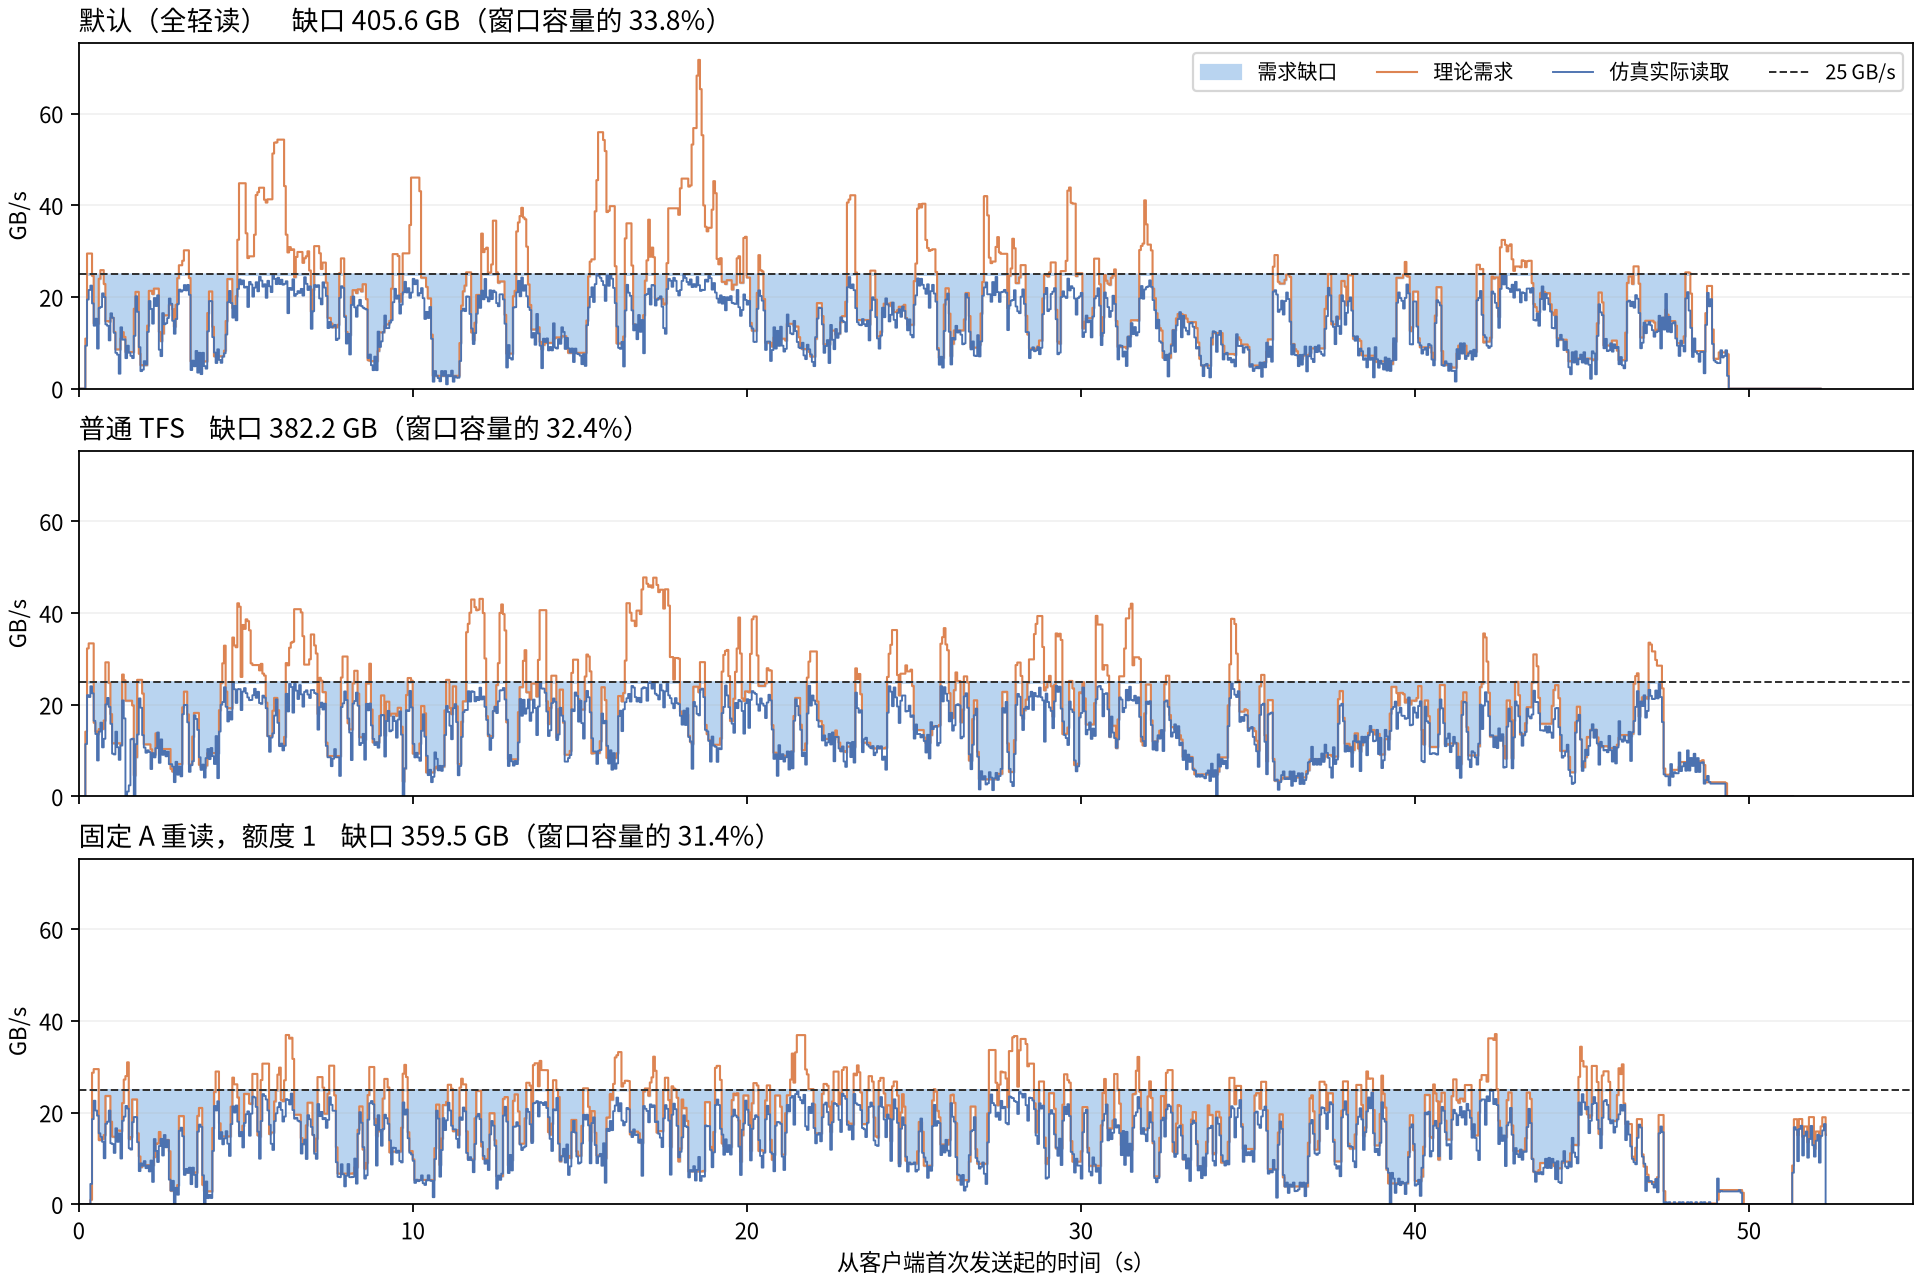 默认（全轻读） 缺口 405.6 GB（窗口容量的 33.8%）
需求缺口 理论需求 仿真实际读取 25 GB/s
60
40
20
0
GB/s
普通 TFS 缺口 382.2 GB（窗口容量的 32.4%）
60
40
20
0
GB/s
固定 A 重读，额度 1 缺口 359.5 GB（窗口容量的 31.4%）
60
40
20
0
GB/s
0 10 20 30 40 50
从客户端首次发送起的时间（s）